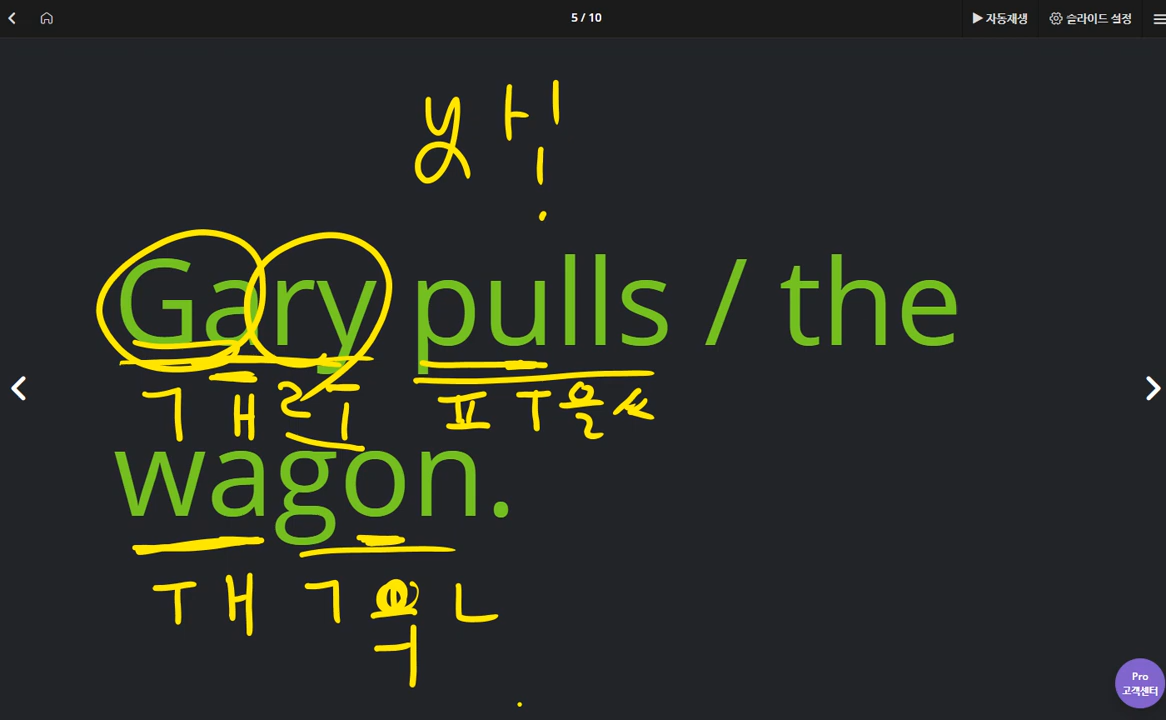 5 / 10
▶ 자동재생
슬라이드 설정
y ㅏ ㅣ
Gary pulls / the
ㄱ ㅐ 리 ㅍ ㅜ 을 ㅆ
wagon.
ㅜ ㅐ ㄱ ㄴ
Pro
고객센터